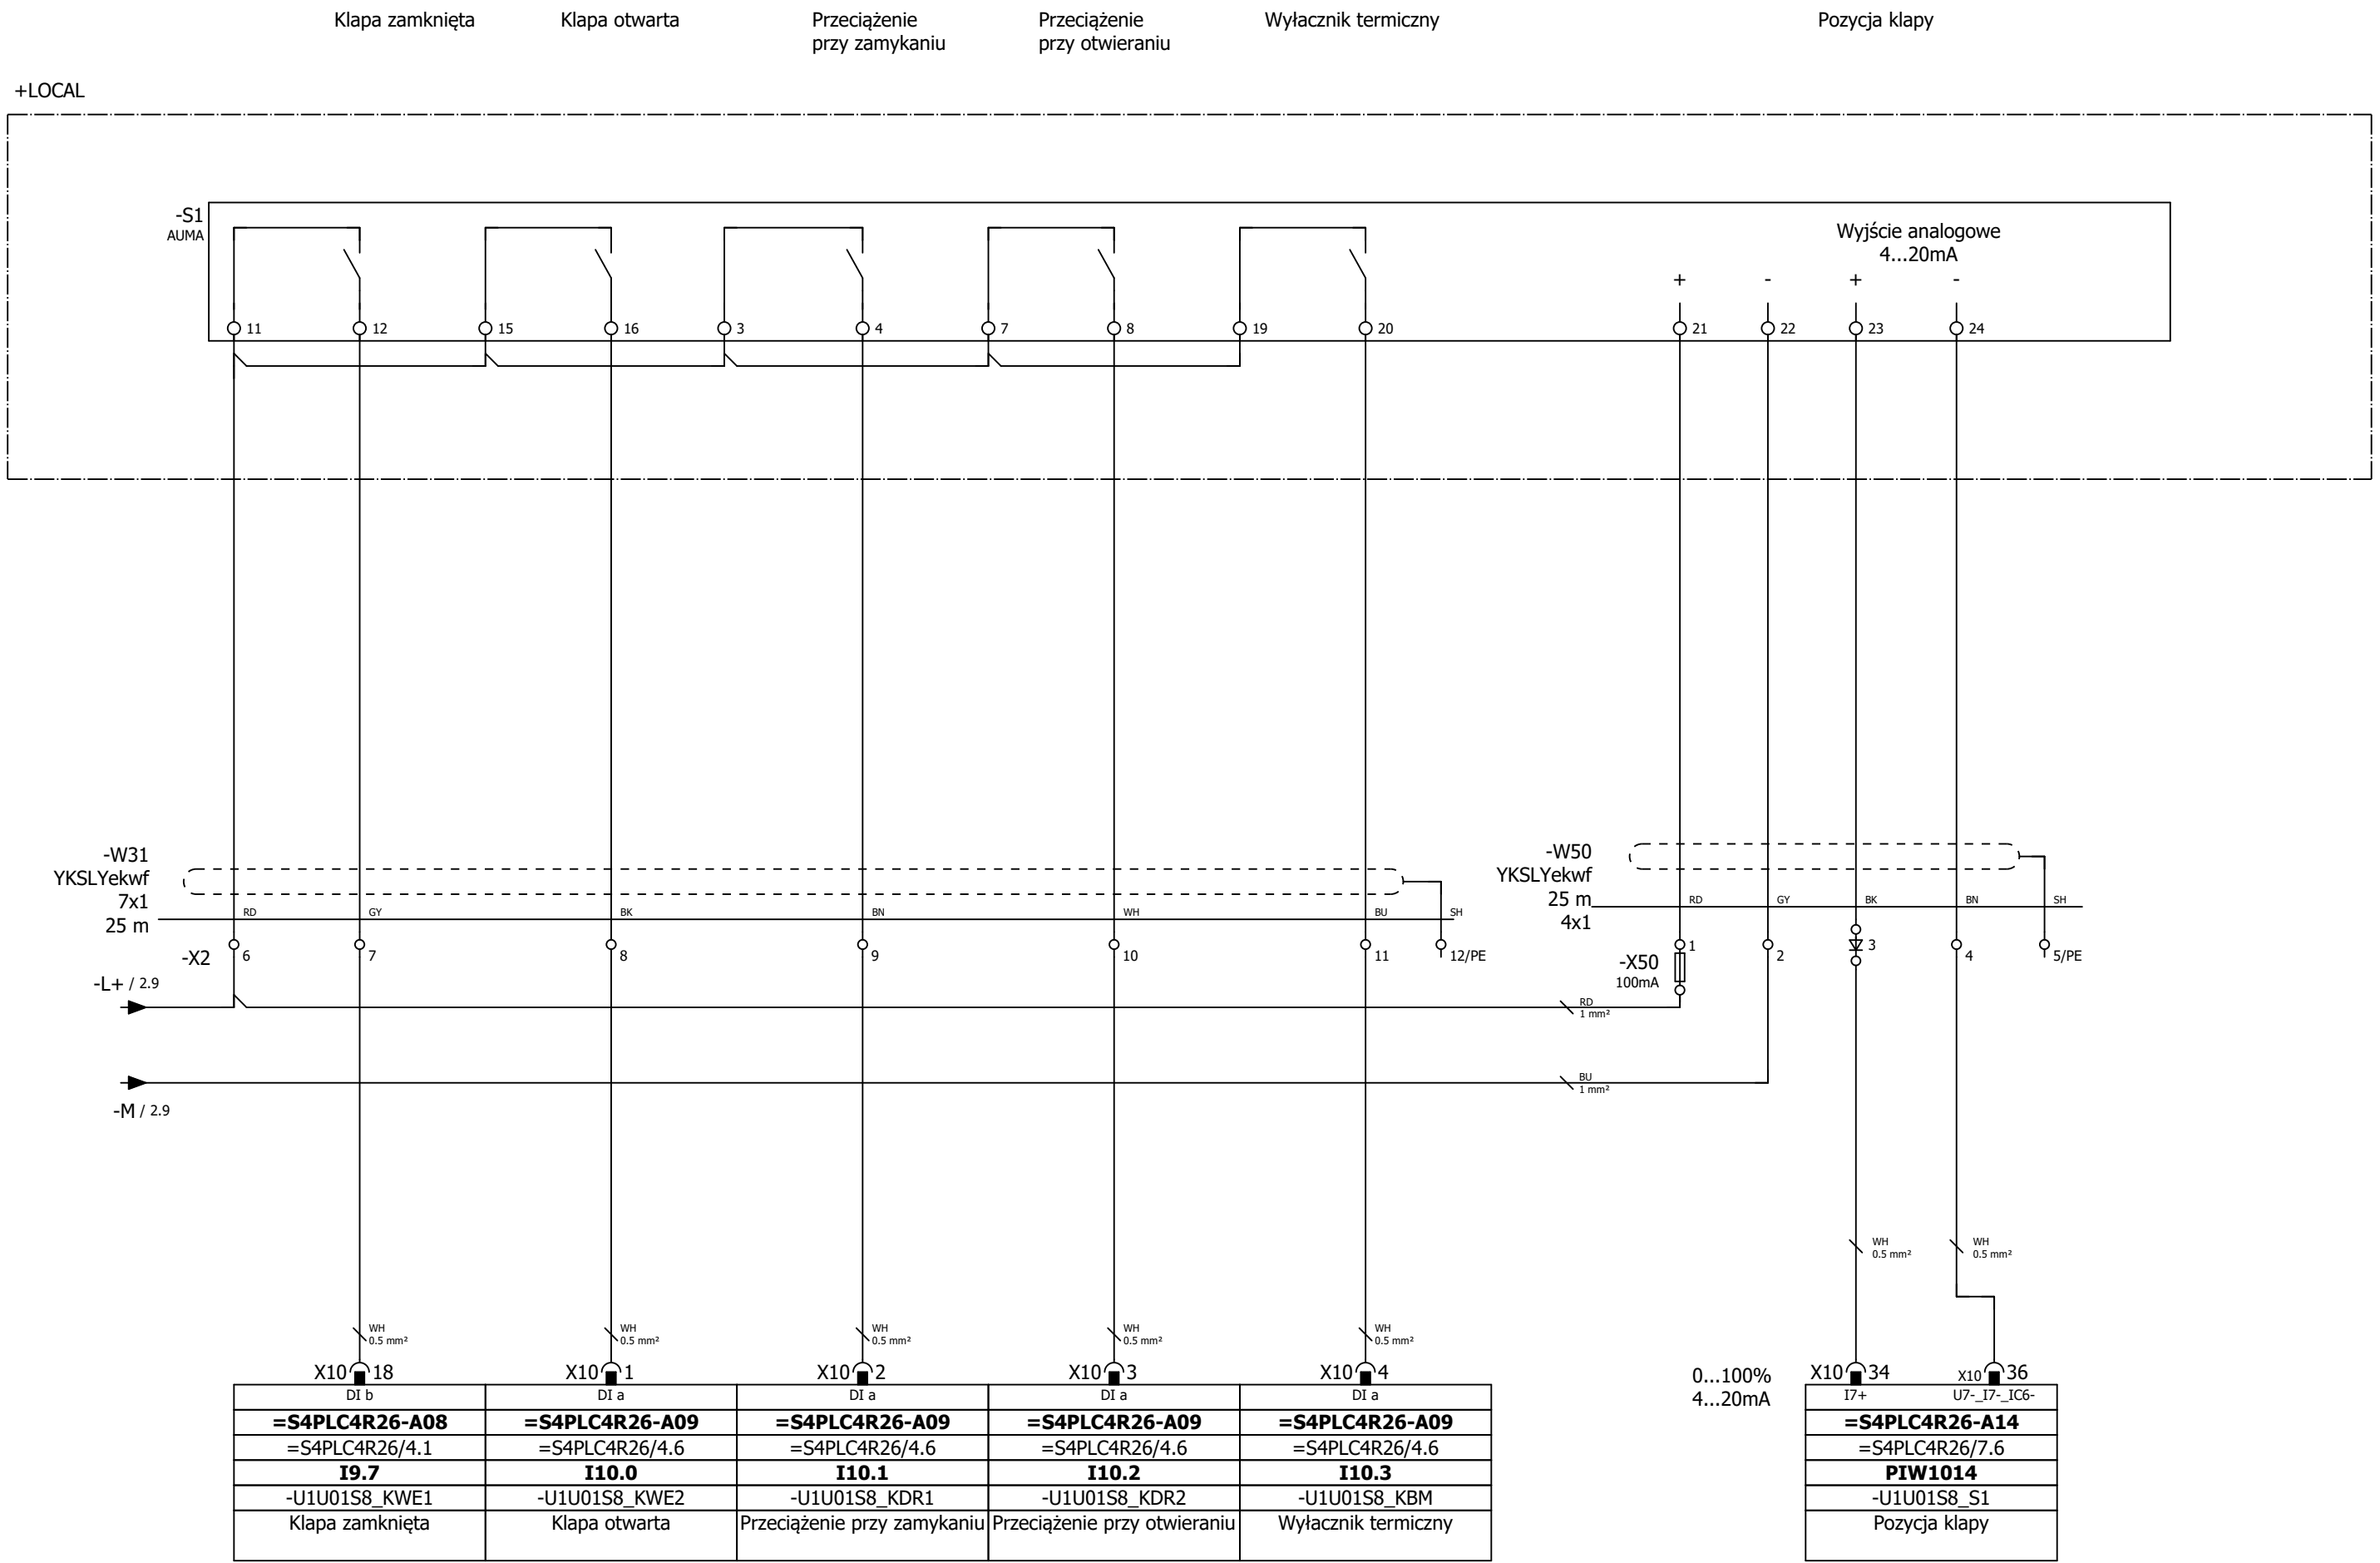 Klapa zamknięta
Klapa otwarta
Przeciążenie
przy zamykaniu
Przeciążenie
przy otwieraniu
Wyłacznik termiczny
Pozycja klapy
+LOCAL
-S1
AUMA
Wyjście analogowe
4...20mA
+ - + -
11 12 15 16 3 4 7 8 19 20 21 22 23 24
-W31
YKSLYekwf
7x1
25 m
RD GY BK BN WH BU SH
-W50
YKSLYekwf
25 m
4x1
RD GY BK BN SH
-X2
6 7 8 9 10 11 12/PE
-X50
100mA
1 2 3 4 5/PE
-L+ / 2.9
RD
1 mm²
-M / 2.9
BU
1 mm²
WH
0.5 mm²
WH
0.5 mm²
WH
0.5 mm²
WH
0.5 mm²
WH
0.5 mm²
WH
0.5 mm²
WH
0.5 mm²
X10 18 X10 1 X10 2 X10 3 X10 4
0...100%
4...20mA
X10 34 X10 36
DI b DI a DI a DI a DI a I7+ U7-_I7-_IC6-
=S4PLC4R26-A08 =S4PLC4R26-A09 =S4PLC4R26-A09 =S4PLC4R26-A09 =S4PLC4R26-A09 =S4PLC4R26-A14
=S4PLC4R26/4.1 =S4PLC4R26/4.6 =S4PLC4R26/4.6 =S4PLC4R26/4.6 =S4PLC4R26/4.6 =S4PLC4R26/7.6
I9.7 I10.0 I10.1 I10.2 I10.3 PIW1014
-U1U01S8_KWE1 -U1U01S8_KWE2 -U1U01S8_KDR1 -U1U01S8_KDR2 -U1U01S8_KBM -U1U01S8_S1
Klapa zamknięta Klapa otwarta Przeciążenie przy zamykaniu Przeciążenie przy otwieraniu Wyłacznik termiczny Pozycja klapy